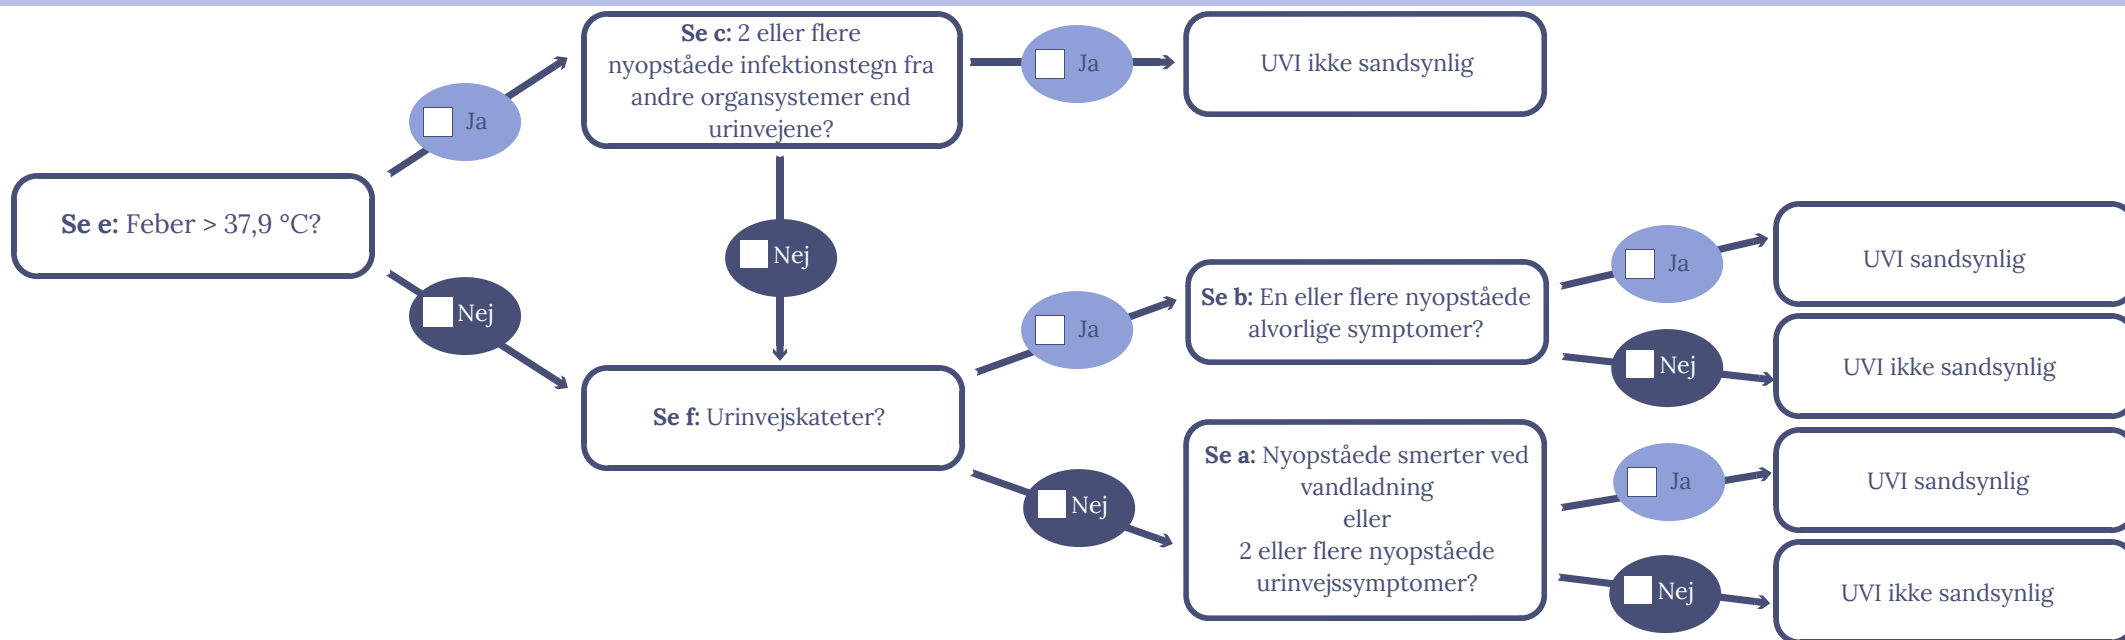 Se e: Feber > 37,9 °C?
Ja
Nej
Se c: 2 eller flere
nyopståede infektionstegn fra
andre organsystemer end
urinvejene?
Ja
UVI ikke sandsynlig
Nej
Se f: Urinvejskateter?
Ja
Se b: En eller flere nyopståede
alvorlige symptomer?
Ja
UVI sandsynlig
Nej
UVI ikke sandsynlig
Nej
Se a: Nyopståede smerter ved
vandladning
eller
2 eller flere nyopståede
urinvejssymptomer?
Ja
UVI sandsynlig
Nej
UVI ikke sandsynlig